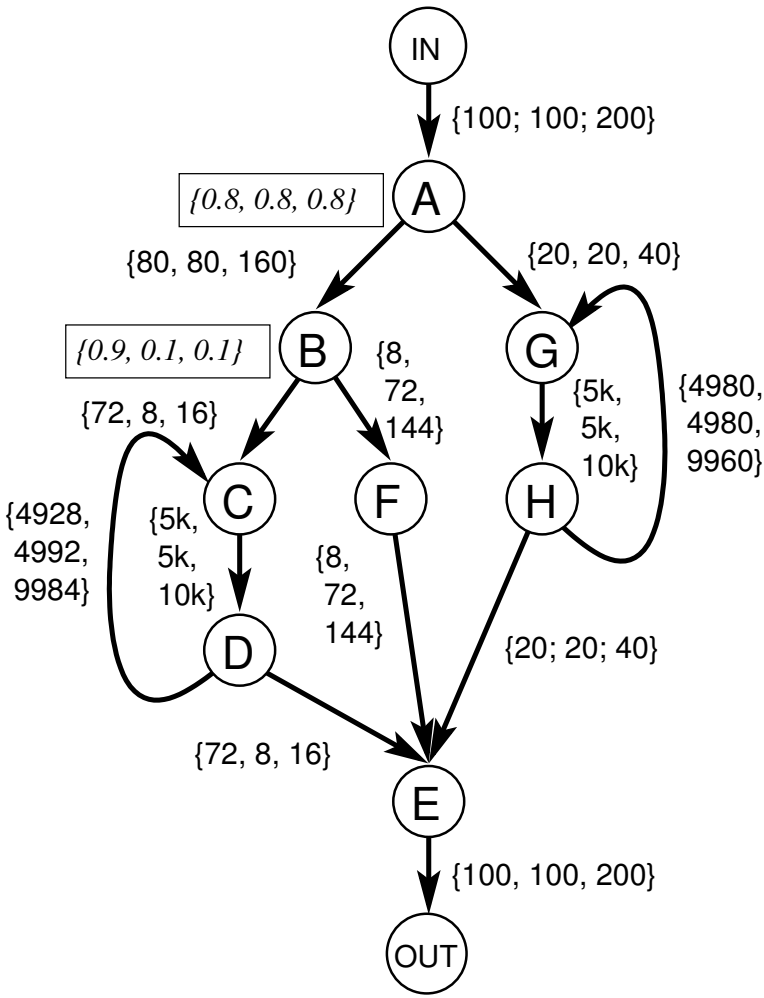 IN
{100; 100; 200}
{0.8, 0.8, 0.8}
A
{80, 80, 160}
{20, 20, 40}
{0.9, 0.1, 0.1}
B
{8,
72,
144}
G
{5k,
5k,
10k}
{4980,
4980,
9960}
{72, 8, 16}
{4928,
4992,
9984}
C
{5k,
5k,
10k}
F
{8,
72,
144}
H
D
{20; 20; 40}
{72, 8, 16}
E
{100, 100, 200}
OUT